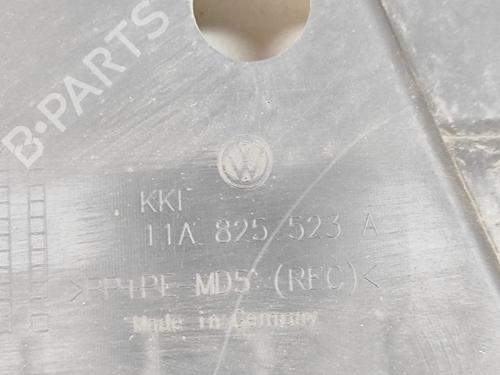 B-PARTS
KKI
11A 825 523 A
>PP+PE MD5 (REC)<
Made in Germany